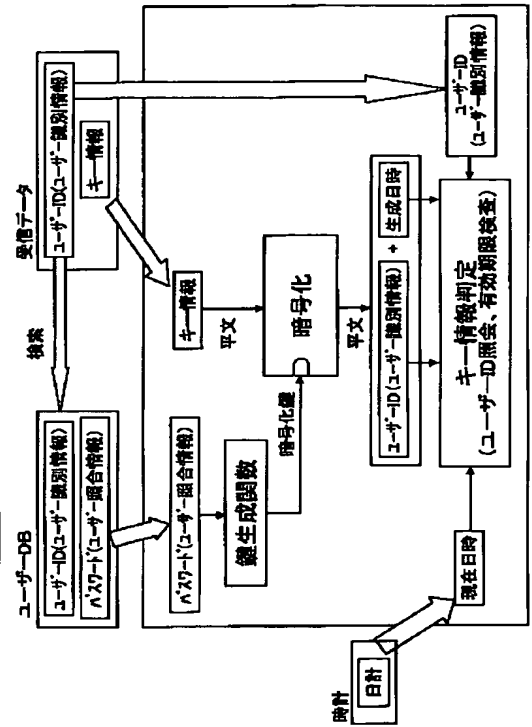 受信データ
ユーザーID(ユーザー識別情報)
キー情報
検索
ユーザーDB
ユーザーID(ユーザー識別情報)
パスワード(ユーザー照合情報)
キー情報
平文
パスワード(ユーザー照合情報)
鍵生成関数
暗号化鍵
暗号化
平文
ユーザーID(ユーザー識別情報)
+
生成日時
ユーザーID
(ユーザー識別情報)
キー情報判定
(ユーザーID照会、有効期限検査)
現在日時
時計
日計